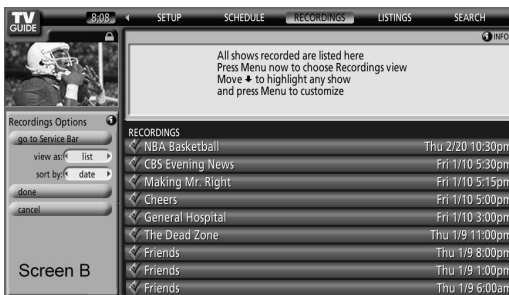 TV
GUIDE
8:08 SETUP SCHEDULE RECORDINGS LISTINGS SEARCH
INFO
All shows recorded are listed here
Press Menu now to choose Recordings view
Move ⬇ to highlight any show
and press Menu to customize
Recordings Options
go to Service Bar
view as: list
sort by: date
done
cancel
Screen B
RECORDINGS
NBA Basketball Thu 2/20 10:30pm
CBS Evening News Fri 1/10 5:30pm
Making Mr. Right Fri 1/10 5:15pm
Cheers Fri 1/10 5:00pm
General Hospital Fri 1/10 3:00pm
The Dead Zone Thu 1/9 11:00pm
Friends Thu 1/9 8:00pm
Friends Thu 1/9 1:00pm
Friends Thu 1/9 6:00am